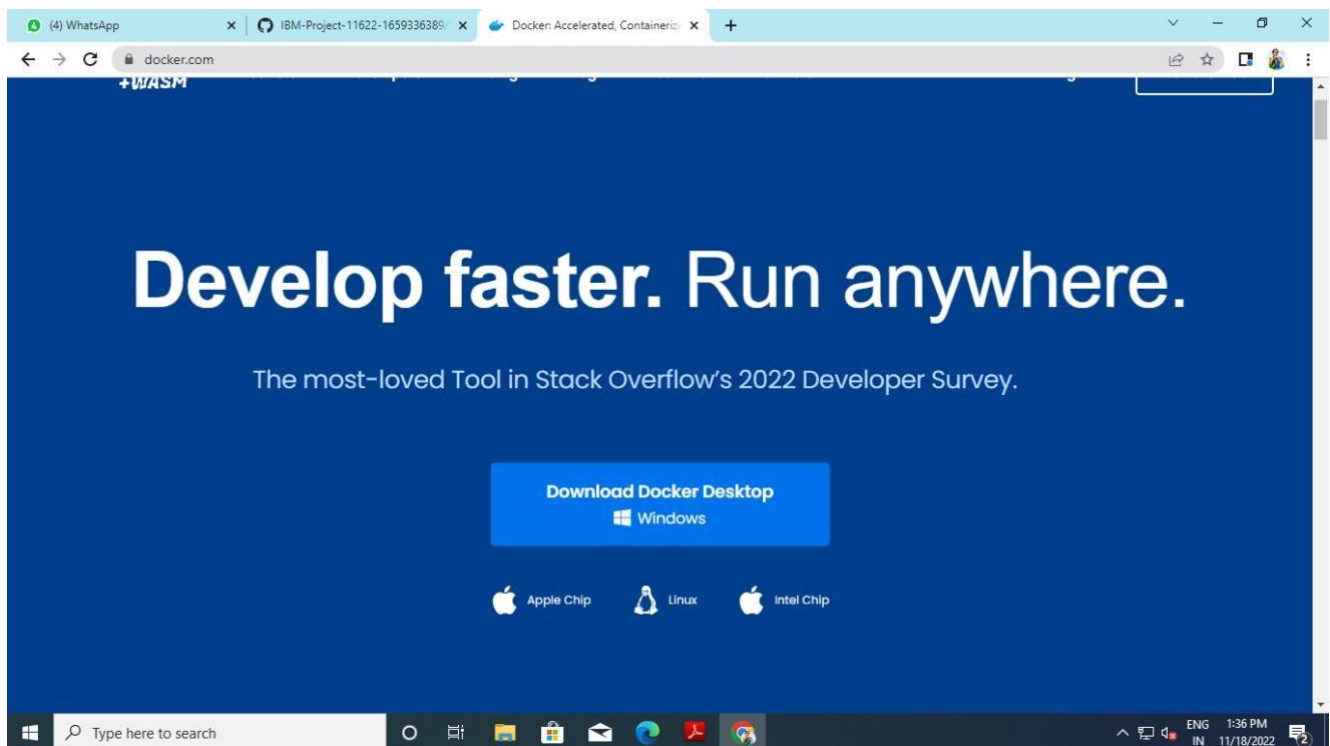 (4) WhatsApp
IBM-Project-11622-1659336389/
Docker: Accelerated, Containeriz
docker.com
+WASM
Develop faster. Run anywhere.
The most-loved Tool in Stack Overflow's 2022 Developer Survey.
Download Docker Desktop
Windows
Apple Chip
Linux
Intel Chip
Type here to search
ENG
IN
1:36 PM
11/18/2022
2